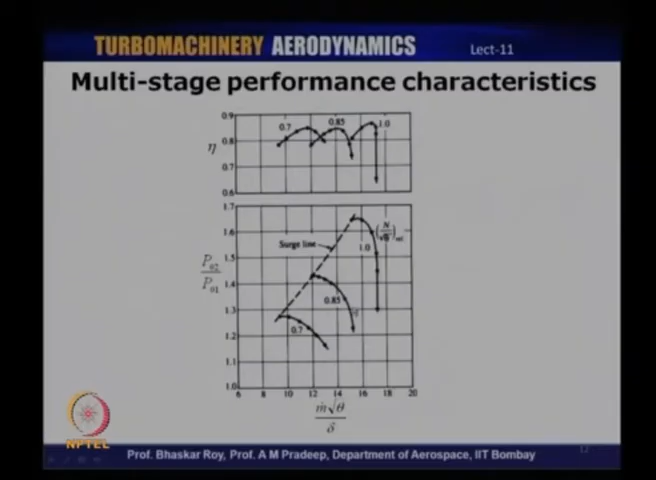 TURBOMACHINERY AERODYNAMICS
Lect-11
Multi-stage performance characteristics
0.9
0.8
0.7
0.6
η
0.7
0.85
1.0
1.7
1.6
1.5
1.4
1.3
1.2
1.1
1.0
P02
P01
Surge line
1.0
0.85
0.7
6 8 10 12 14 16 18 20
ṁ√θ
δ
NPTEL
Prof. Bhaskar Roy, Prof. A M Pradeep, Department of Aerospace, IIT Bombay
12